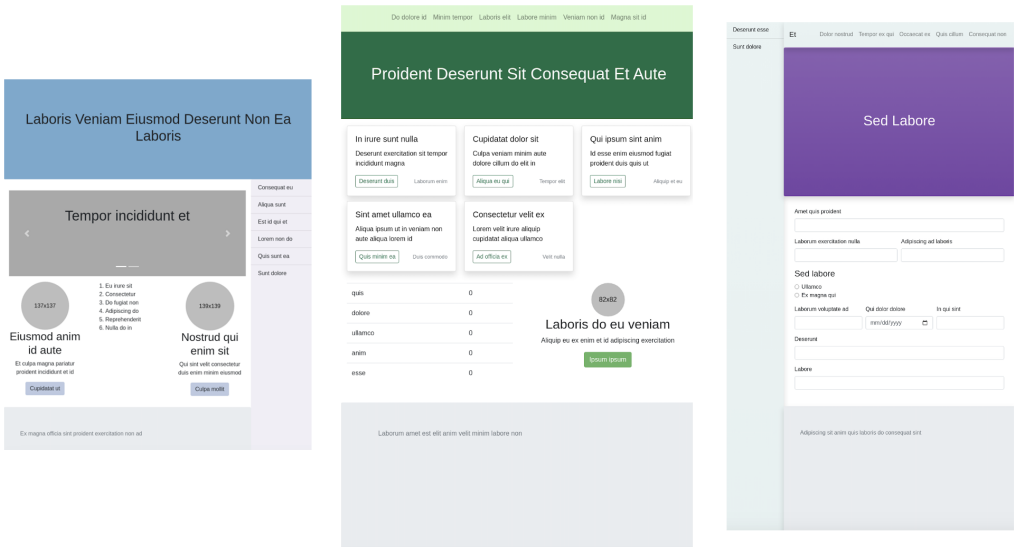 Laboris Veniam Eiusmod Deserunt Non Ea
Laboris
Tempor incididunt et
137x137
Eiusmod anim
id aute
Et culpa magna pariatur
proident incididunt et id
Cupidatat ut
1. Eu irure sit
2. Consectetur
3. Do fugiat non
4. Adipiscing do
5. Reprehenderit
6. Nulla do in
139x139
Nostrud qui
enim sit
Qui sint velit consectetur
duis enim minim eiusmod
Culpa mollit
Consequat eu
Aliqua sunt
Est id qui et
Lorem non do
Quis sunt ea
Sunt dolore
Ex magna officia sint proident exercitation non ad
Do dolore id Minim tempor Laboris elit Labore minim Veniam non id Magna sit id
Proident Deserunt Sit Consequat Et Aute
In irure sunt nulla
Deserunt exercitation sit tempor
incididunt magna
Deserunt duis Laborum enim
Cupidatat dolor sit
Culpa veniam minim aute
dolore cillum do elit in
Aliqua eu qui Tempor elit
Qui ipsum sint anim
Id esse enim eiusmod fugiat
proident duis quis ut
Labore nisi Aliquip et eu
Sint amet ullamco ea
Aliqua ipsum ut in veniam non
aute aliqua lorem id
Quis minim ea Duis commodo
Consectetur velit ex
Lorem velit irure aliquip
cupidatat aliqua ullamco
Ad officia ex Velit nulla
quis 0
dolore 0
ullamco 0
anim 0
esse 0
82x82
Laboris do eu veniam
Aliquip eu ex enim et id adipiscing exercitation
Ipsum ipsum
Laborum amet est elit anim velit minim labore non
Deserunt esse
Sunt dolore
Et Dolor nostrud Tempor ex qui Occaecat ex Quis cillum Consequat non
Sed Labore
Amet quis proident
Laborum exercitation nulla Adipiscing ad laboris
Sed labore
Ullamco
Ex magna qui
Laborum voluptate ad Qui dolor dolore In qui sint
mm/dd/yyyy
Deserunt
Labore
Adipiscing sit anim quis laboris do consequat sint